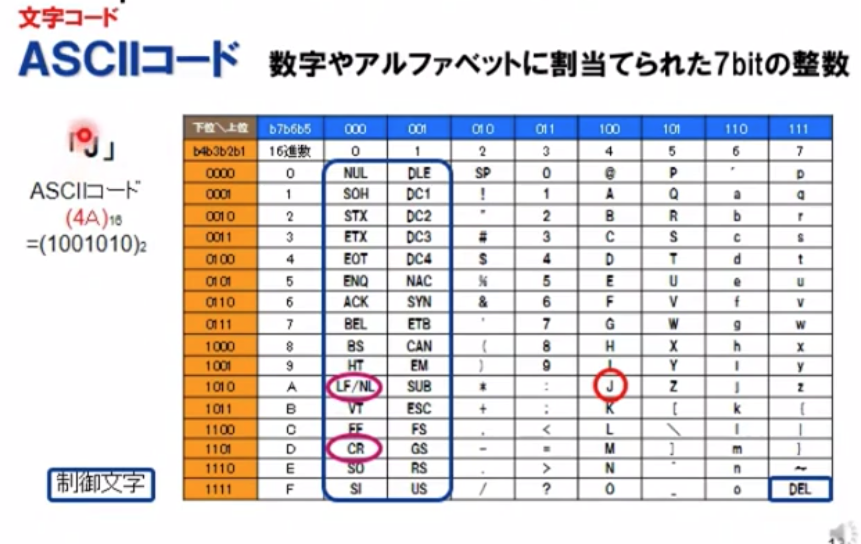 文字コード
ASCIIコード 数字やアルファベットに割当てられた7bitの整数
「J」
ASCIIコード
(4A)16
=(1001010)2
制御文字
下位＼上位 b7b6b5 000 001 010 011 100 101 110 111
b4b3b2b1 16進数 0 1 2 3 4 5 6 7
0000 0 NUL DLE SP 0 @ P ` p
0001 1 SOH DC1 ! 1 A Q a q
0010 2 STX DC2 " 2 B R b r
0011 3 ETX DC3 # 3 C S c s
0100 4 EOT DC4 $ 4 D T d t
0101 5 ENQ NAC % 5 E U e u
0110 6 ACK SYN & 6 F V f v
0111 7 BEL ETB ' 7 G W g w
1000 8 BS CAN ( 8 H X h x
1001 9 HT EM ) 9 I Y i y
1010 A LF/NL SUB * : J Z j z
1011 B VT ESC + ; K [ k {
1100 C FF FS , < L ＼ l |
1101 D CR GS - = M ] m }
1110 E SO RS . > N ^ n ~
1111 F SI US / ? O _ o DEL